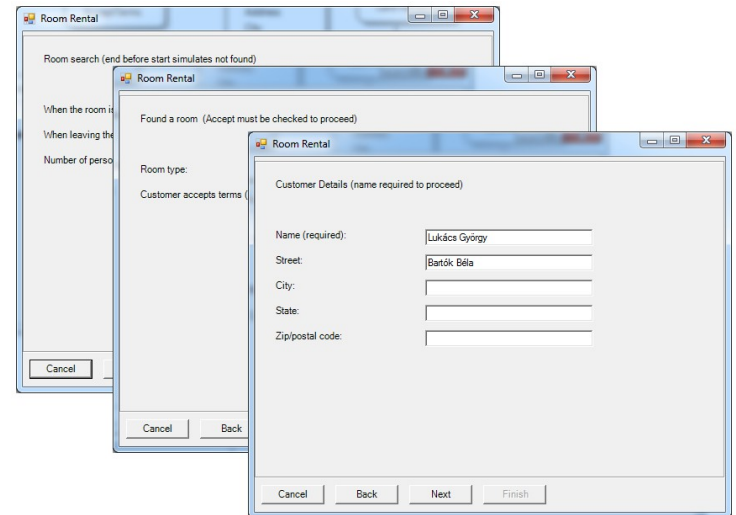 Room Rental
Room search (end before start simulates not found)
When the room
When leaving the
Number of
Cancel
Room Rental
Found a room (Accept must be checked to proceed)
Room type:
Customer accepts terms (
Cancel Back
Room Rental
Customer Details (name required to proceed)
Name (required): Lukács György
Street: Bartók Béla
City:
State:
Zip/postal code:
Cancel Back Next Finish